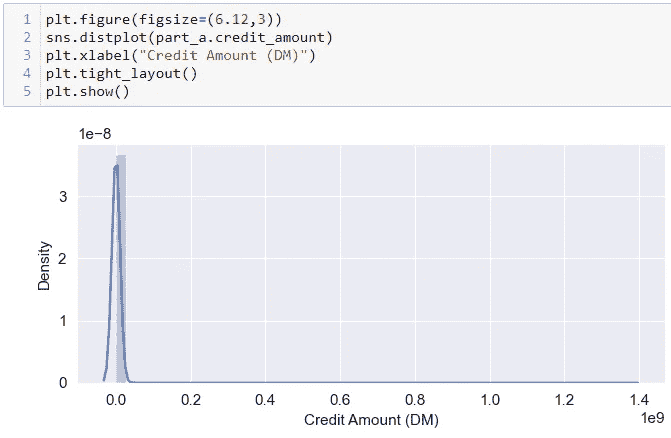 1 plt.figure(figsize=(6.12,3))
2 sns.distplot(part_a.credit_amount)
3 plt.xlabel("Credit Amount (DM)")
4 plt.tight_layout()
5 plt.show()
1e−8
3
2
1
0
Density
0.0 0.2 0.4 0.6 0.8 1.0 1.2 1.4
1e9
Credit Amount (DM)